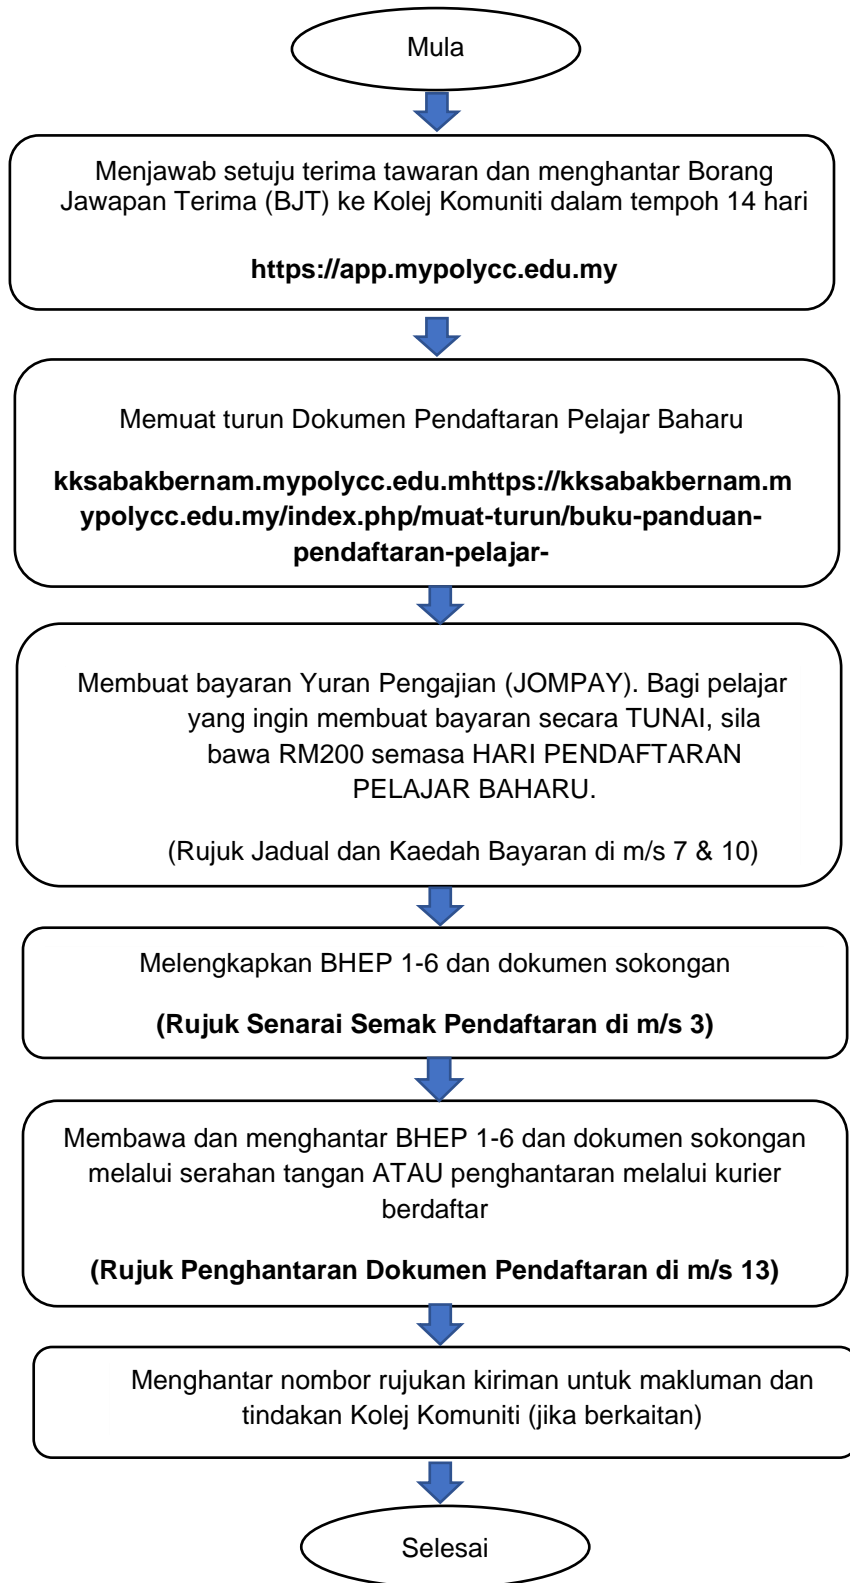 Mula
Menjawab setuju terima tawaran dan menghantar Borang
Jawapan Terima (BJT) ke Kolej Komuniti dalam tempoh 14 hari
https://app.mypolycc.edu.my
Memuat turun Dokumen Pendaftaran Pelajar Baharu
kksabakbernam.mypolycc.edu.mhttps://kksabakbernam.m
ypolycc.edu.my/index.php/muat-turun/buku-panduan-
pendaftaran-pelajar-
Membuat bayaran Yuran Pengajian (JOMPAY). Bagi pelajar
yang ingin membuat bayaran secara TUNAI, sila
bawa RM200 semasa HARI PENDAFTARAN
PELAJAR BAHARU.
(Rujuk Jadual dan Kaedah Bayaran di m/s 7 & 10)
Melengkapkan BHEP 1-6 dan dokumen sokongan
(Rujuk Senarai Semak Pendaftaran di m/s 3)
Membawa dan menghantar BHEP 1-6 dan dokumen sokongan
melalui serahan tangan ATAU penghantaran melalui kurier
berdaftar
(Rujuk Penghantaran Dokumen Pendaftaran di m/s 13)
Menghantar nombor rujukan kiriman untuk makluman dan
tindakan Kolej Komuniti (jika berkaitan)
Selesai